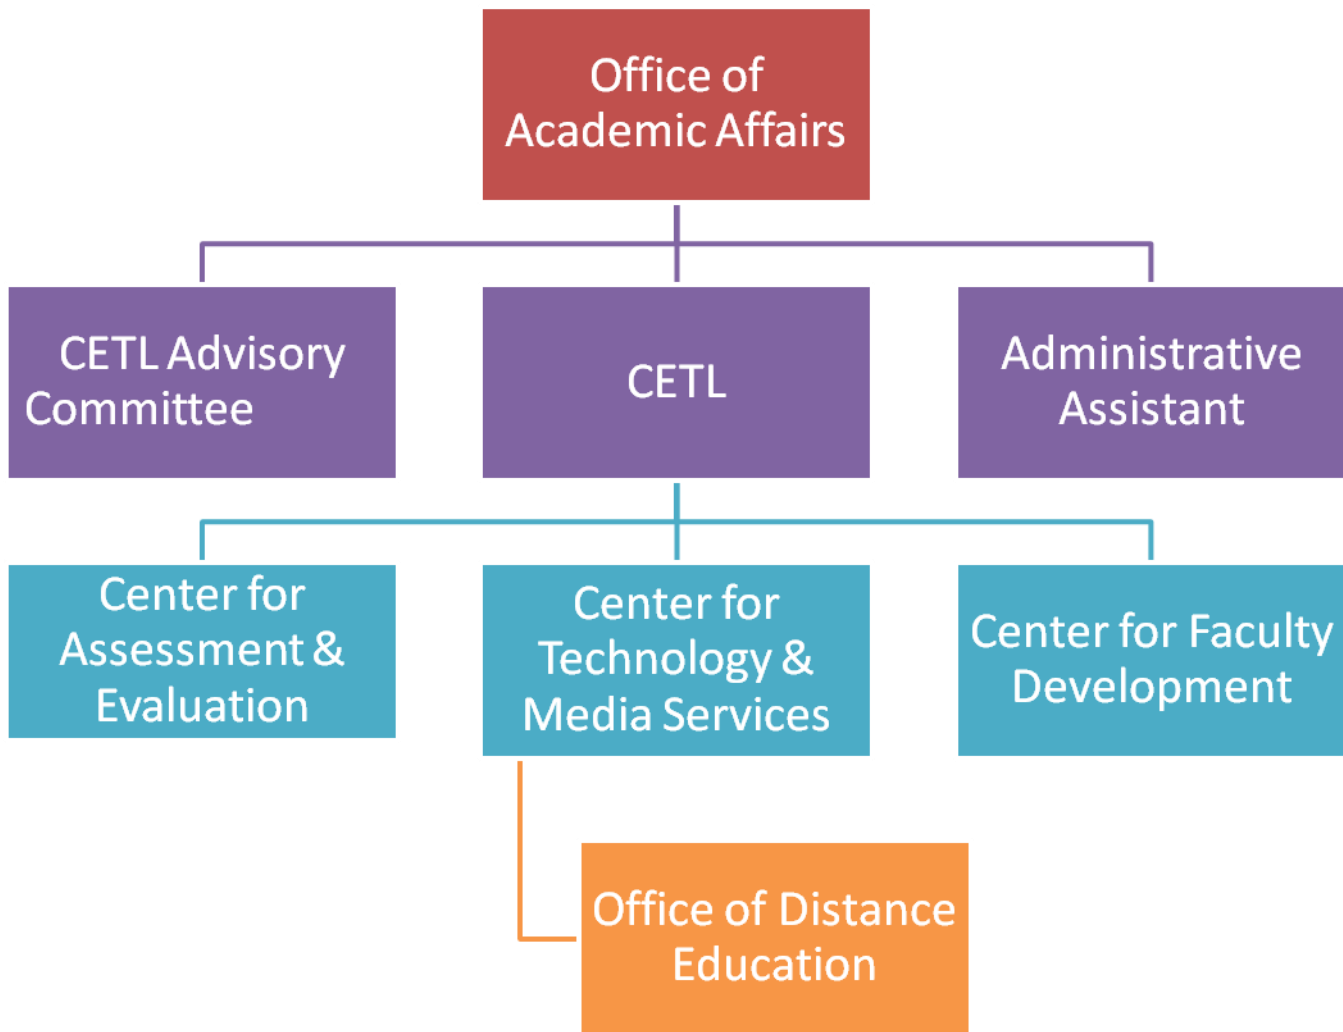 Office of
Academic Affairs
CETL Advisory
Committee
CETL
Administrative
Assistant
Center for
Assessment &
Evaluation
Center for
Technology &
Media Services
Center for Faculty
Development
Office of Distance
Education